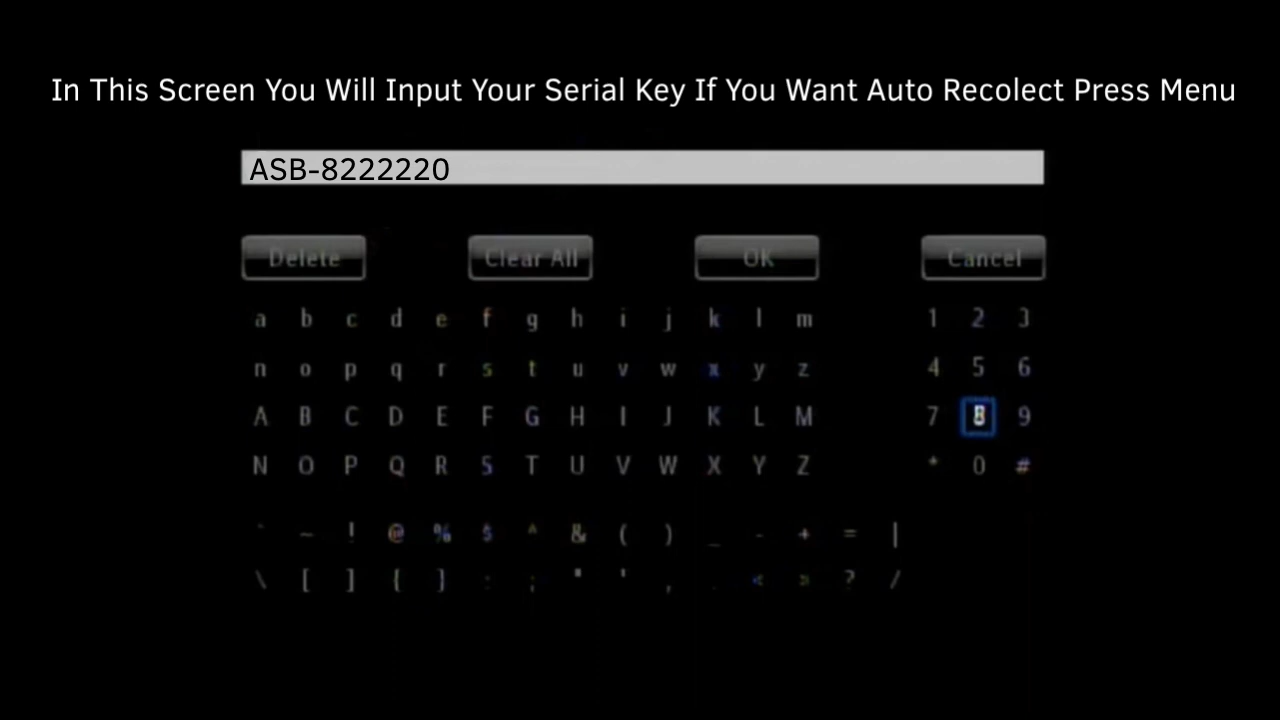 In This Screen You Will Input Your Serial Key If You Want Auto Recolect Press Menu
ASB-8222220
Delete Clear All OK Cancel
a b c d e f g h i j k l m 1 2 3
n o p q r s t u v w x y z 4 5 6
A B C D E F G H I J K L M 7 8 9
N O P Q R S T U V W X Y Z * 0 #
` ~ ! @ % $ ^ & ( ) _ - + = |
\ [ ] { } : ; " ' , . < > ? /